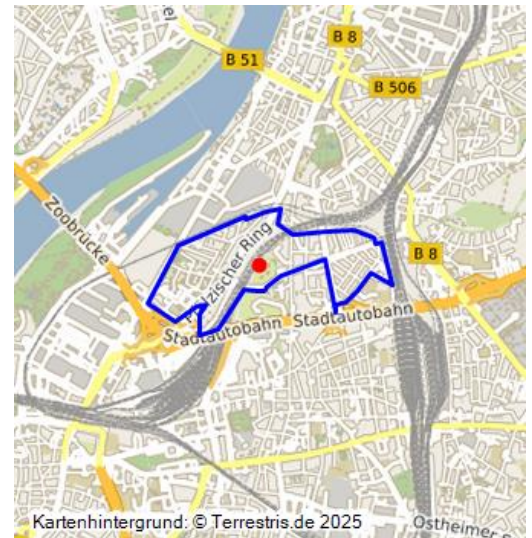 B 8
B 51
B 506
Zoobrücke
zischer Ring
B 8
Stadtautobahn
Stadtautobahn
Kartenhintergrund: © Terrestris.de 2025
Ostheimer S